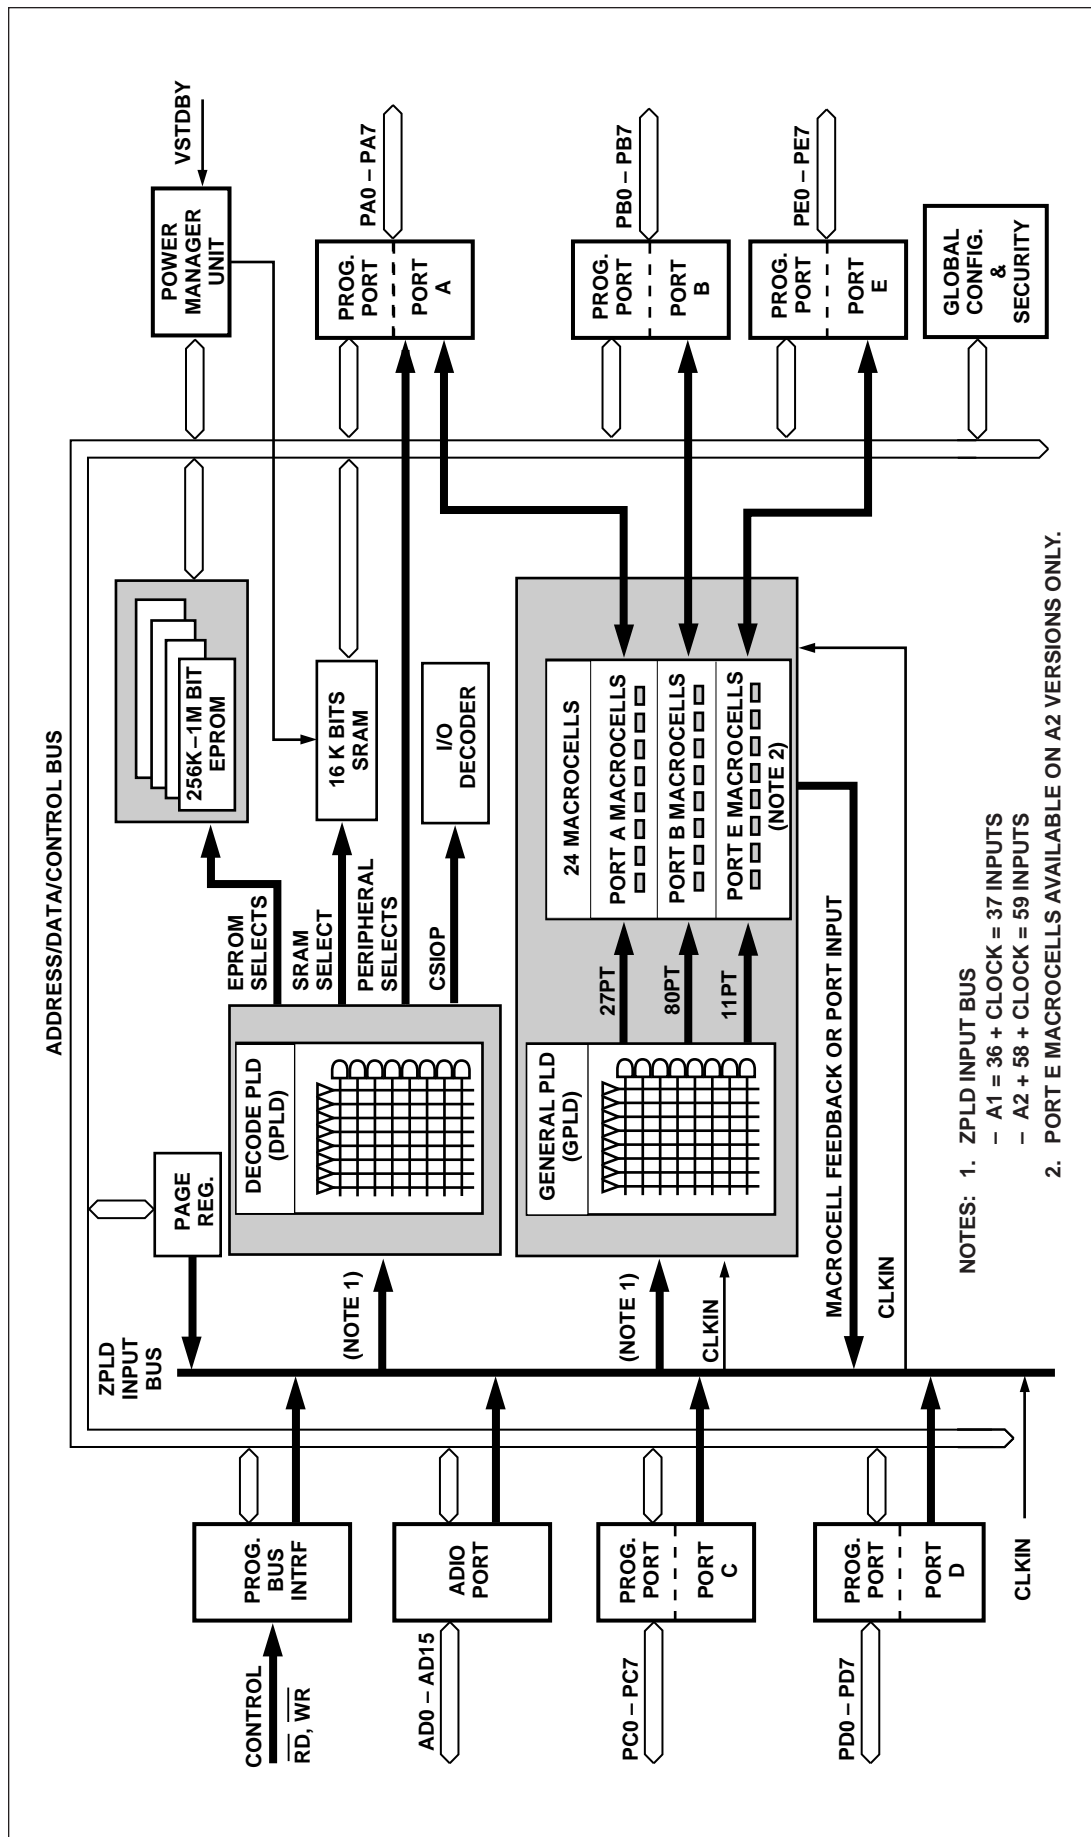 ADDRESS/DATA/CONTROL BUS
CONTROL
RD, WR
PROG.
BUS
INTRF
AD0 – AD15
ADIO
PORT
PC0 – PC7
PROG.
PORT
PORT
C
PD0 – PD7
PROG.
PORT
PORT
D
CLKIN
ZPLD
INPUT
BUS
PAGE
REG.
(NOTE 1)
DECODE PLD
(DPLD)
EPROM
SELECTS
SRAM
SELECT
PERIPHERAL
SELECTS
CSIOP
256K–1M BIT
EPROM
16 K BITS
SRAM
I/O
DECODER
(NOTE 1)
CLKIN
GENERAL PLD
(GPLD)
27PT
80PT
11PT
24 MACROCELLS
PORT A MACROCELLS
PORT B MACROCELLS
PORT E MACROCELLS
(NOTE 2)
MACROCELL FEEDBACK OR PORT INPUT
CLKIN
VSTDBY
POWER
MANAGER
UNIT
PA0 – PA7
PROG.
PORT
PORT
A
PB0 – PB7
PROG.
PORT
PORT
B
PE0 – PE7
PROG.
PORT
PORT
E
GLOBAL
CONFIG.
&
SECURITY
NOTES: 1. ZPLD INPUT BUS
– A1 = 36 + CLOCK = 37 INPUTS
– A2 + 58 + CLOCK = 59 INPUTS
2. PORT E MACROCELLS AVAILABLE ON A2 VERSIONS ONLY.